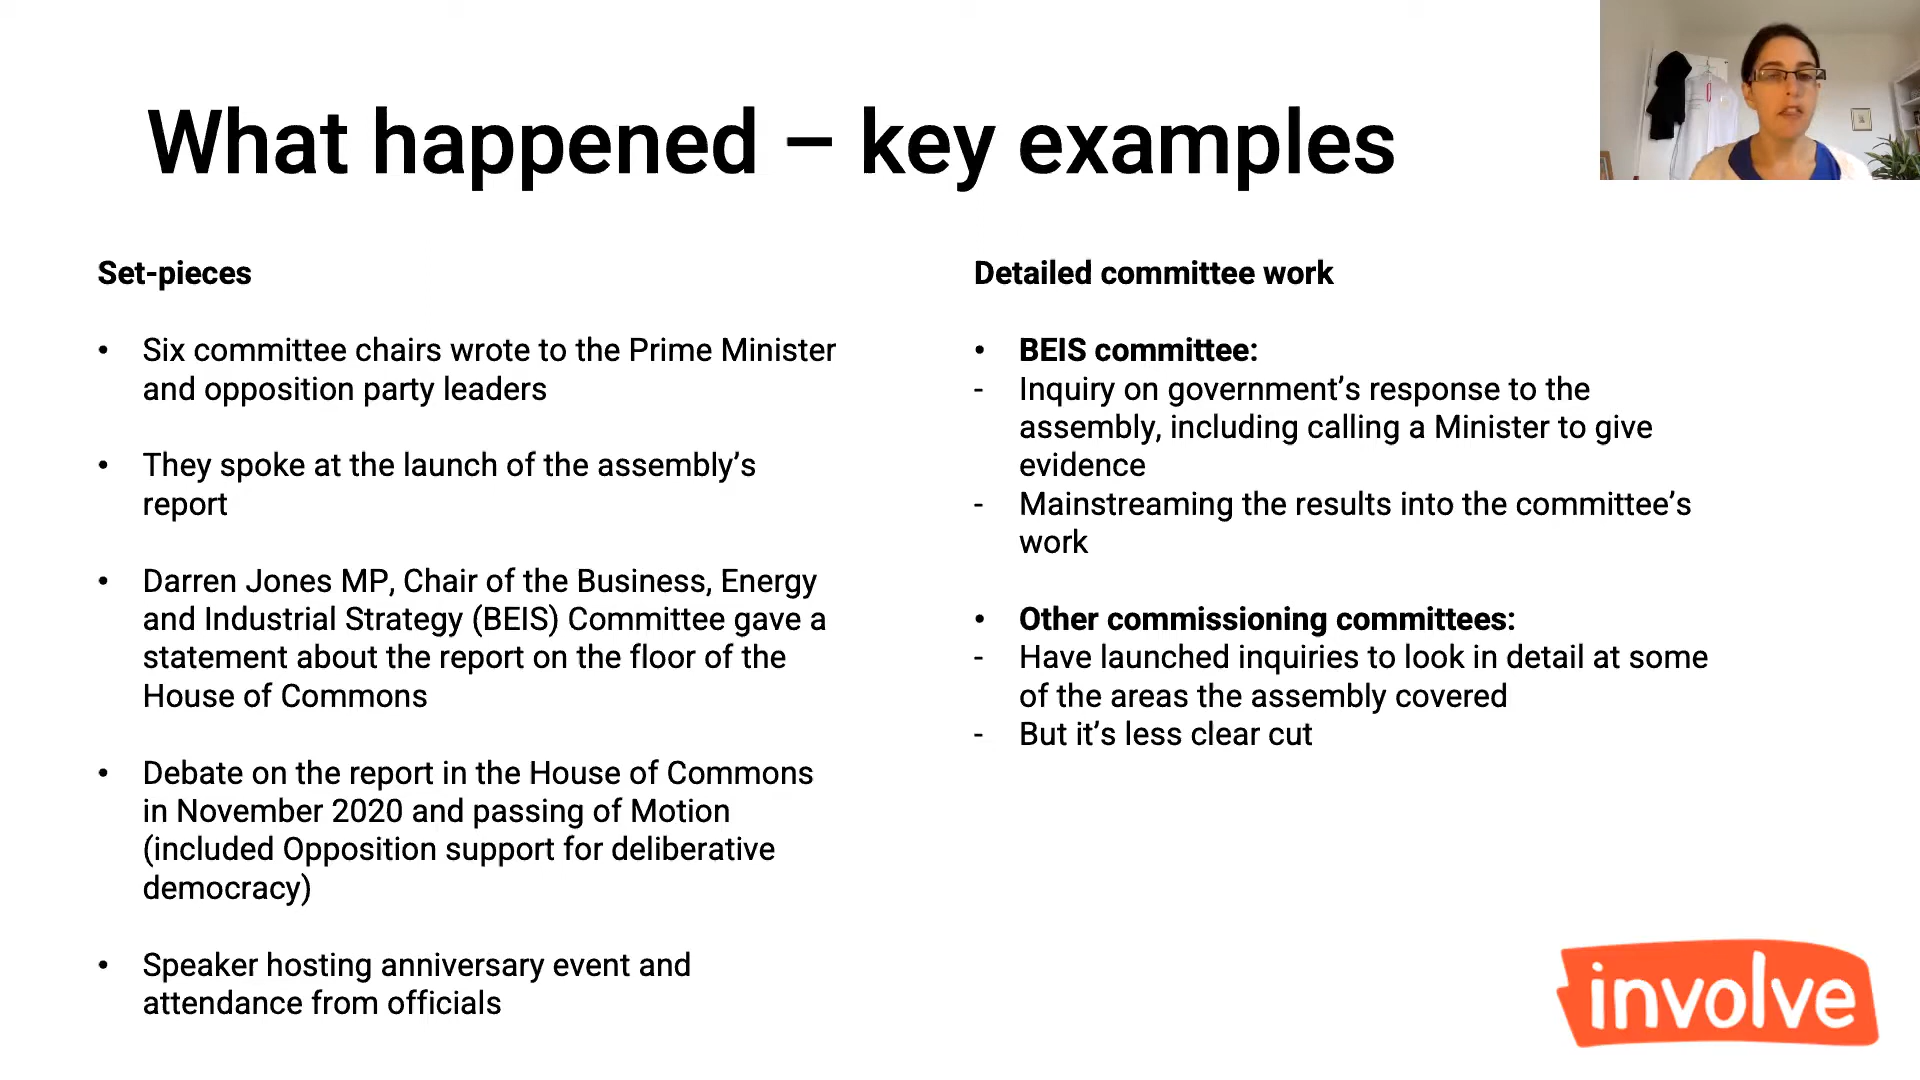 What happened – key examples
Set-pieces
• Six committee chairs wrote to the Prime Minister
and opposition party leaders
• They spoke at the launch of the assembly’s
report
• Darren Jones MP, Chair of the Business, Energy
and Industrial Strategy (BEIS) Committee gave a
statement about the report on the floor of the
House of Commons
• Debate on the report in the House of Commons
in November 2020 and passing of Motion
(included Opposition support for deliberative
democracy)
• Speaker hosting anniversary event and
attendance from officials
Detailed committee work
• BEIS committee:
- Inquiry on government’s response to the
assembly, including calling a Minister to give
evidence
- Mainstreaming the results into the committee’s
work
• Other commissioning committees:
- Have launched inquiries to look in detail at some
of the areas the assembly covered
- But it’s less clear cut
involve